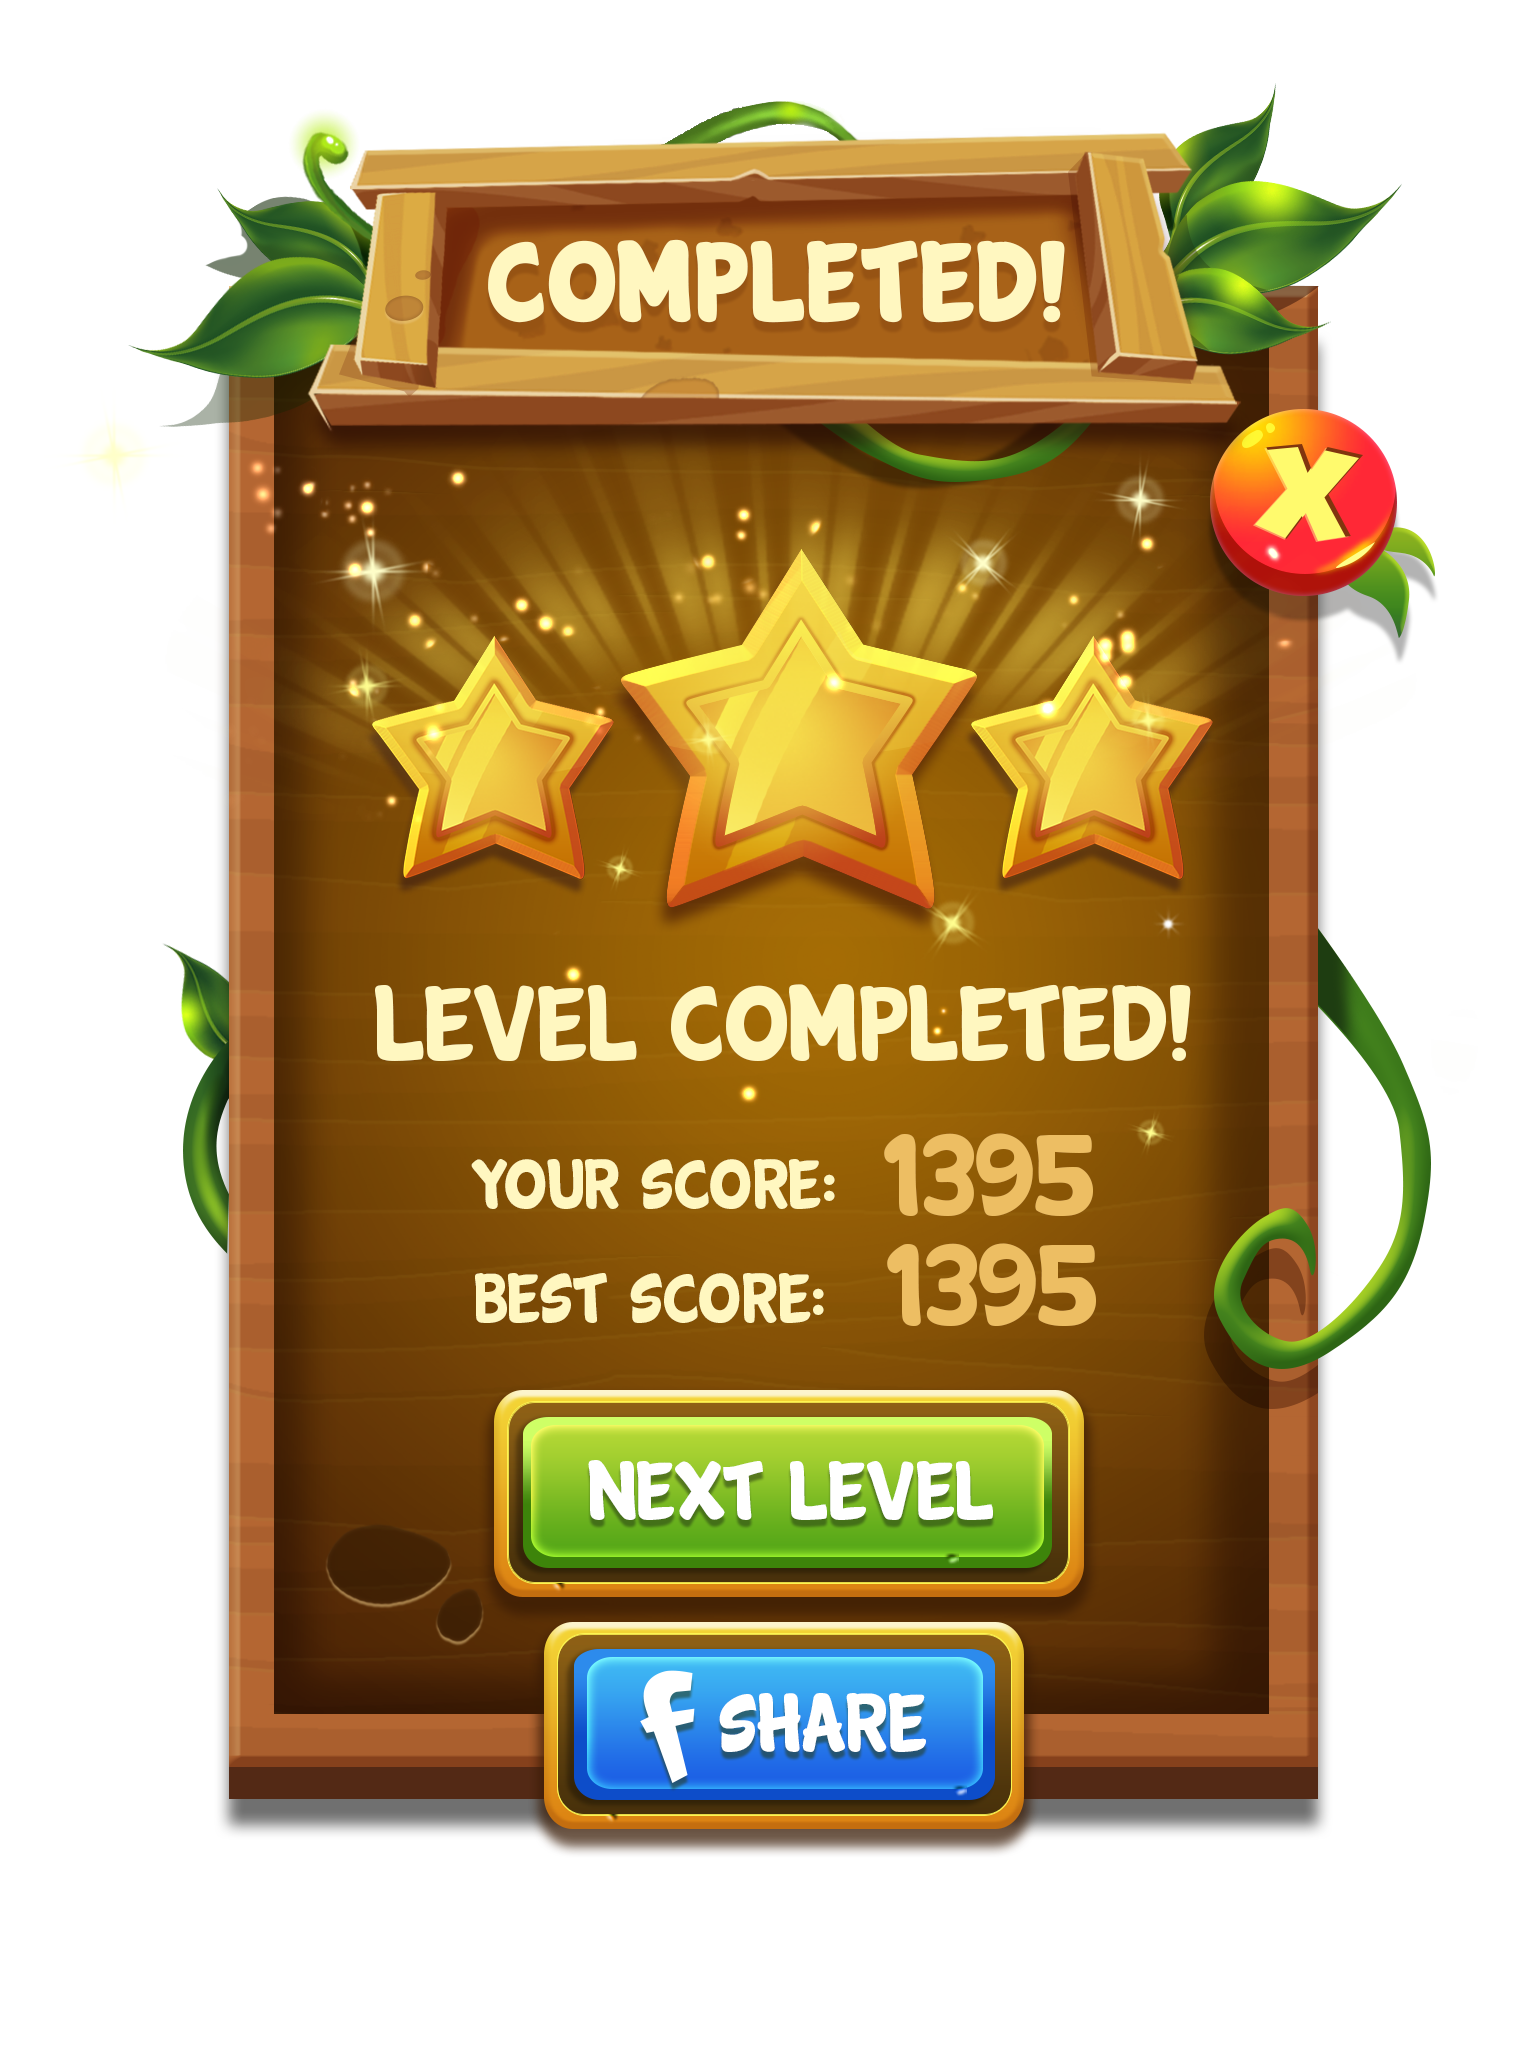 COMPLETED!
X
LEVEL COMPLETED!
YOUR SCORE: 1395
BEST SCORE: 1395
NEXT LEVEL
f SHARE